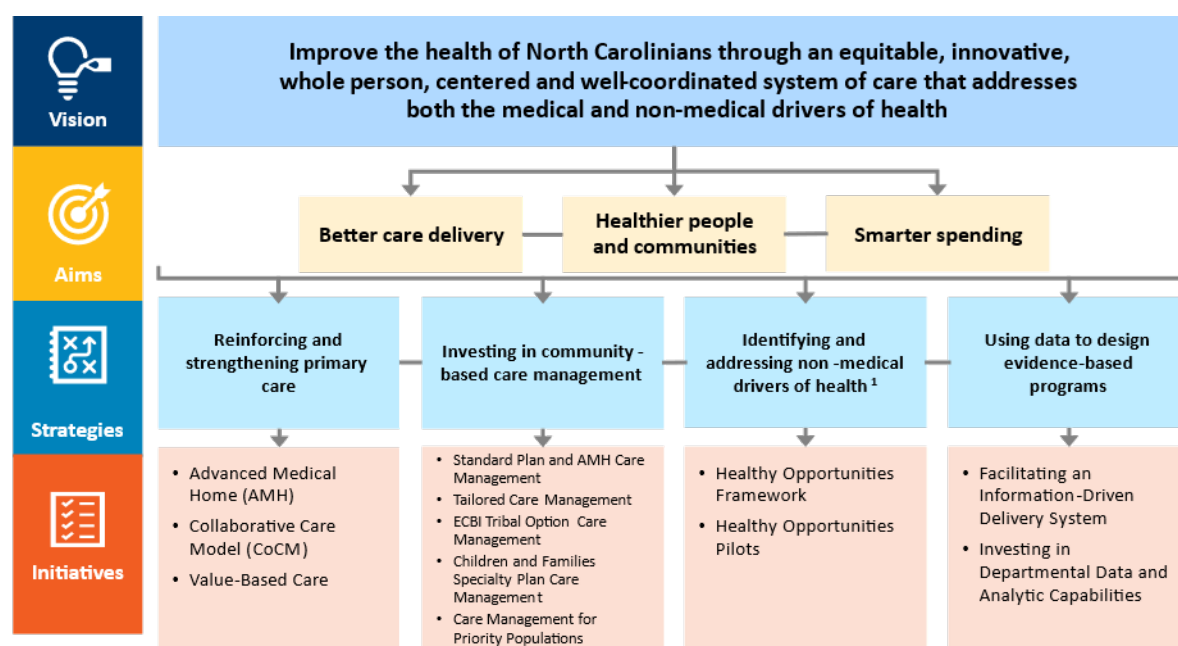 Vision
Improve the health of North Carolinians through an equitable, innovative,
whole person, centered and well-coordinated system of care that addresses
both the medical and non-medical drivers of health
Aims
Better care delivery
Healthier people
and communities
Smarter spending
Strategies
Reinforcing and
strengthening primary
care
Investing in community -
based care management
Identifying and
addressing non -medical
drivers of health 1
Using data to design
evidence-based
programs
Initiatives
• Advanced Medical
Home (AMH)
• Collaborative Care
Model (CoCM)
• Value-Based Care
• Standard Plan and AMH Care
Management
• Tailored Care Management
• ECBI Tribal Option Care
Management
• Children and Families
Specialty Plan Care
Management
• Care Management for
Priority Populations
• Healthy Opportunities
Framework
• Healthy Opportunities
Pilots
• Facilitating an
Information-Driven
Delivery System
• Investing in
Departmental Data and
Analytic Capabilities